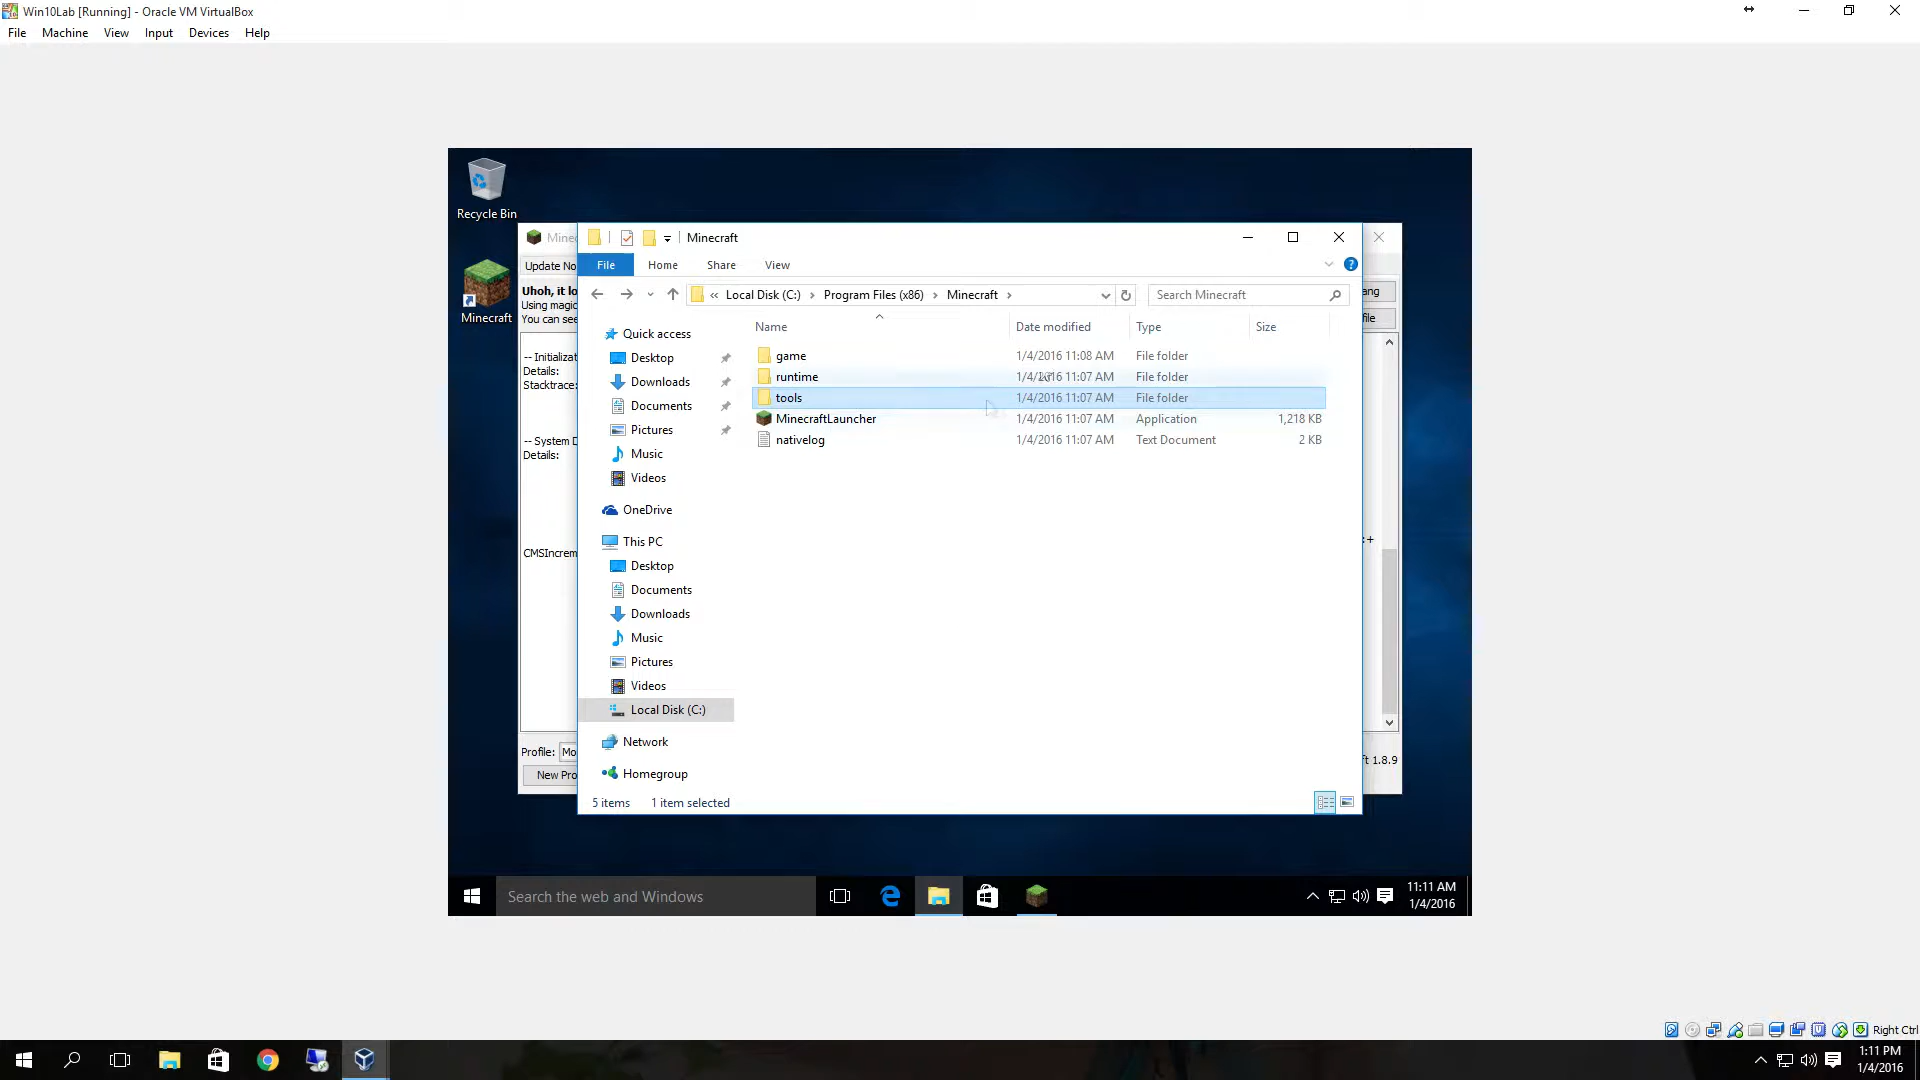 Win10Lab [Running] - Oracle VM VirtualBox
File Machine View Input Devices Help
Recycle Bin
Minecraft
Minecraft
File Home Share View
« Local Disk (C:) › Program Files (x86) › Minecraft ›
Search Minecraft
Update No
Uhoh, it lo
Using magic
You can see
-- Initializat
Details:
Stacktrace:
-- System D
Details:
CMSIncrem
Profile: Mo
New Pro
Quick access
Desktop
Downloads
Documents
Pictures
Music
Videos
OneDrive
This PC
Desktop
Documents
Downloads
Music
Pictures
Videos
Local Disk (C:)
Network
Homegroup
Name Date modified Type Size
game 1/4/2016 11:08 AM File folder
runtime 1/4/2016 11:07 AM File folder
tools 1/4/2016 11:07 AM File folder
MinecraftLauncher 1/4/2016 11:07 AM Application 1,218 KB
nativelog 1/4/2016 11:07 AM Text Document 2 KB
5 items 1 item selected
ang
file
:+
ft 1.8.9
Search the web and Windows
11:11 AM
1/4/2016
Right Ctrl
1:11 PM
1/4/2016